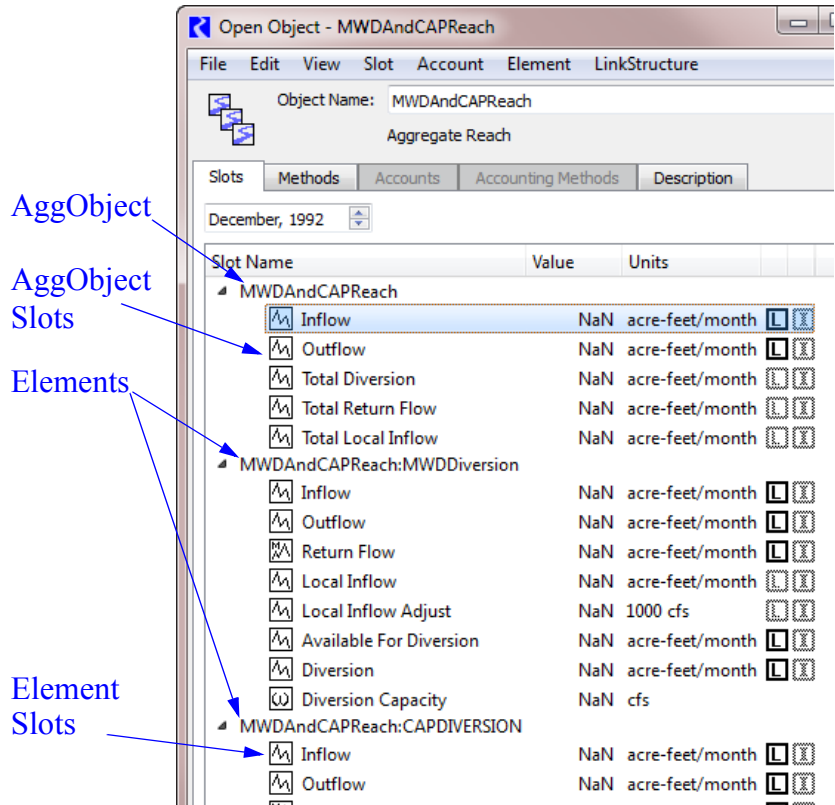 Open Object - MWDAndCAPReach
File Edit View Slot Account Element LinkStructure
Object Name: MWDAndCAPReach
Aggregate Reach
Slots Methods Accounts Accounting Methods Description
AggObject
December, 1992
Slot Name Value Units
AggObject
Slots
MWDAndCAPReach
Inflow NaN acre-feet/month L I
Outflow NaN acre-feet/month L I
Elements
Total Diversion NaN acre-feet/month L I
Total Return Flow NaN acre-feet/month L I
Total Local Inflow NaN acre-feet/month L I
MWDAndCAPReach:MWDDiversion
Inflow NaN acre-feet/month L I
Outflow NaN acre-feet/month L I
Return Flow NaN acre-feet/month L I
Local Inflow NaN acre-feet/month L I
Local Inflow Adjust NaN 1000 cfs L I
Available For Diversion NaN acre-feet/month L I
Diversion NaN acre-feet/month L I
Element
Slots
Diversion Capacity NaN cfs
MWDAndCAPReach:CAPDIVERSION
Inflow NaN acre-feet/month L I
Outflow NaN acre-feet/month L I